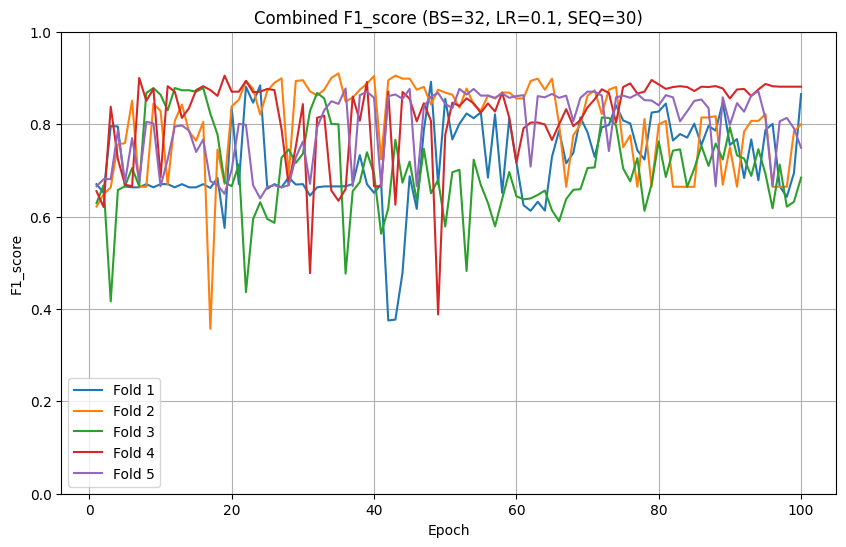 Combined F1_score (BS=32, LR=0.1, SEQ=30)
1.0
0.8
0.6
0.4
0.2
0.0
F1_score
Fold 1
Fold 2
Fold 3
Fold 4
Fold 5
0 20 40 60 80 100
Epoch